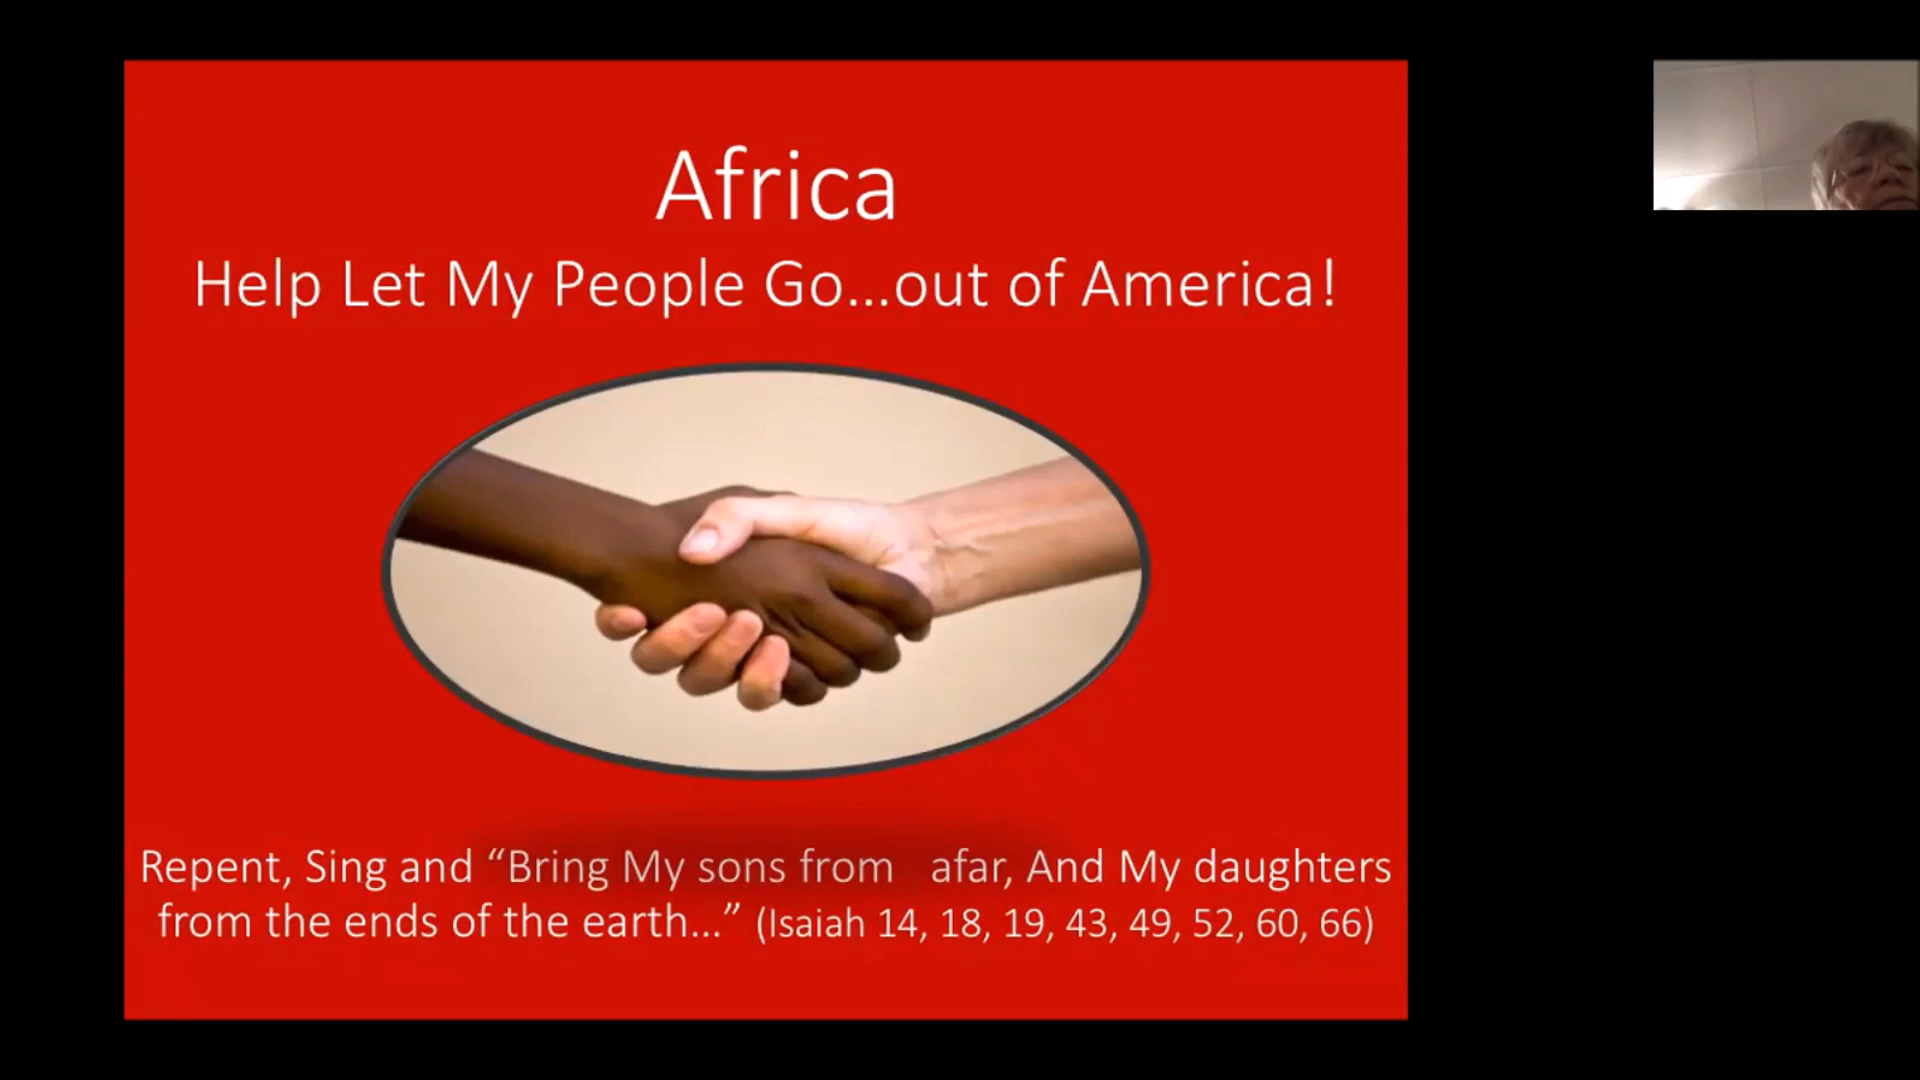 Africa
Help Let My People Go...out of America!
Repent, Sing and “Bring My sons from afar, And My daughters
from the ends of the earth...” (Isaiah 14, 18, 19, 43, 49, 52, 60, 66)